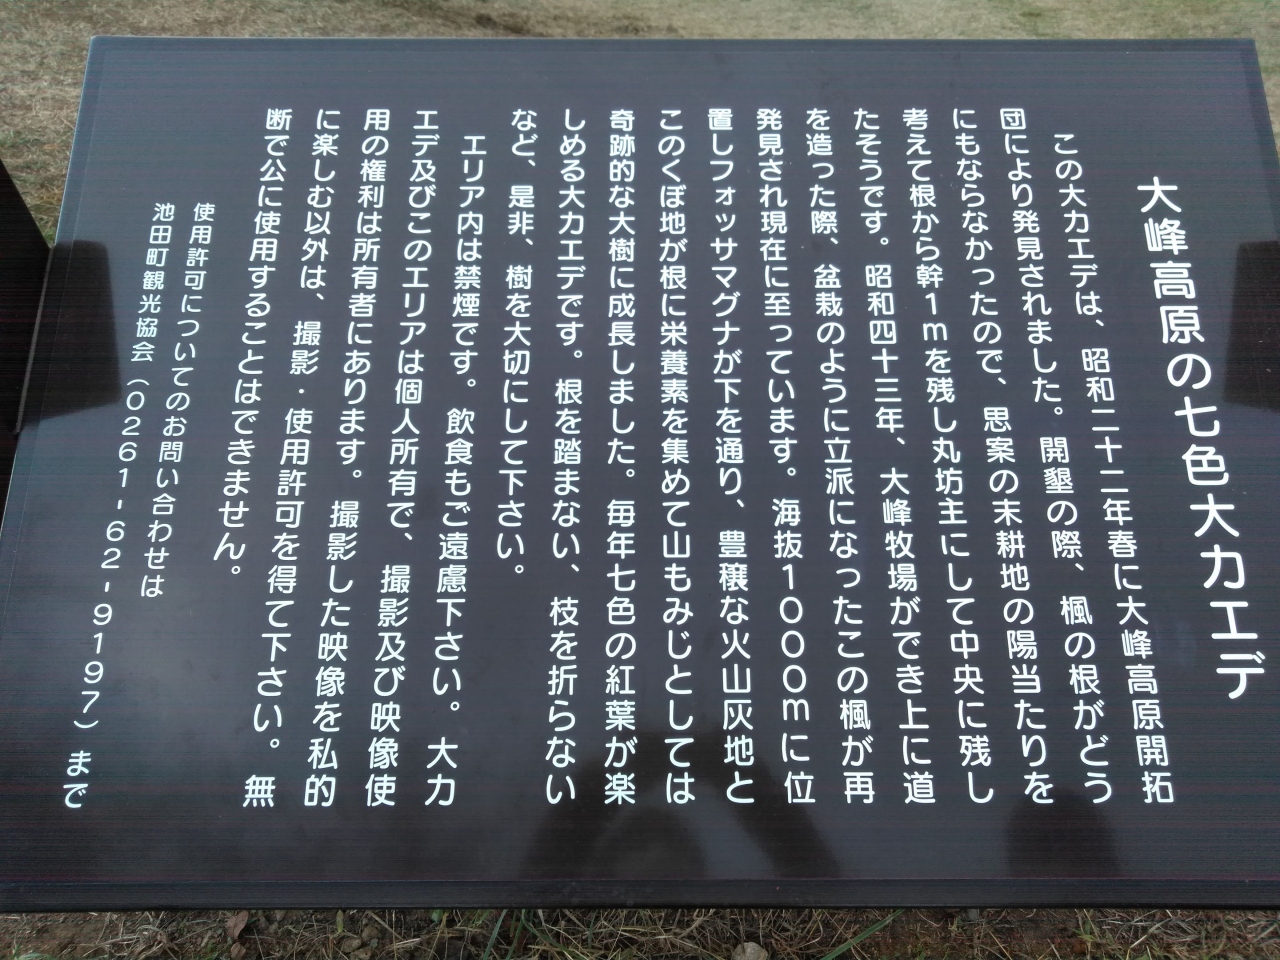 大峰高原の七色大カエデ
この大カエデは、昭和二十二年春に大峰高原開拓
団により発見されました。開墾の際、楓の根がどう
にもならなかったので、思案の末耕地の陽当たりを
考えて根から幹1mを残し丸坊主にして中央に残し
たそうです。昭和四十三年、大峰牧場ができ上に道
を造った際、盆栽のように立派になったこの楓が再
発見され現在に至っています。海抜1000mに位
置しフォッサマグナが下を通り、豊穣な火山灰地と
このくぼ地が根に栄養素を集めて山もみじとしては
奇跡的な大樹に成長しました。毎年七色の紅葉が楽
しめる大カエデです。根を踏まない、枝を折らない
など、是非、樹を大切にして下さい。
エリア内は禁煙です。飲食もご遠慮下さい。大カ
エデ及びこのエリアは個人所有で、撮影及び映像使
用の権利は所有者にあります。撮影した映像を私的
に楽しむ以外は、撮影・使用許可を得て下さい。無
断で公に使用することはできません。
使用許可についてのお問い合わせは
池田町観光協会（0261-62-9197）まで